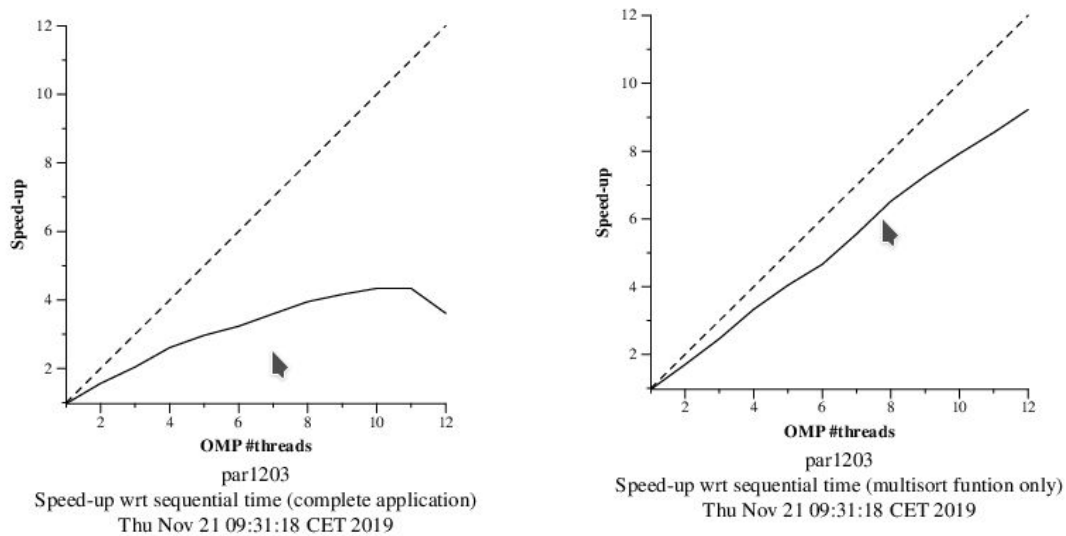 12
10
8
6
4
2
Speed-up
2 4 6 8 10 12
OMP #threads
par1203
Speed-up wrt sequential time (complete application)
Thu Nov 21 09:31:18 CET 2019
12
10
8
6
4
2
Speed-up
2 4 6 8 10 12
OMP #threads
par1203
Speed-up wrt sequential time (multisort funtion only)
Thu Nov 21 09:31:18 CET 2019